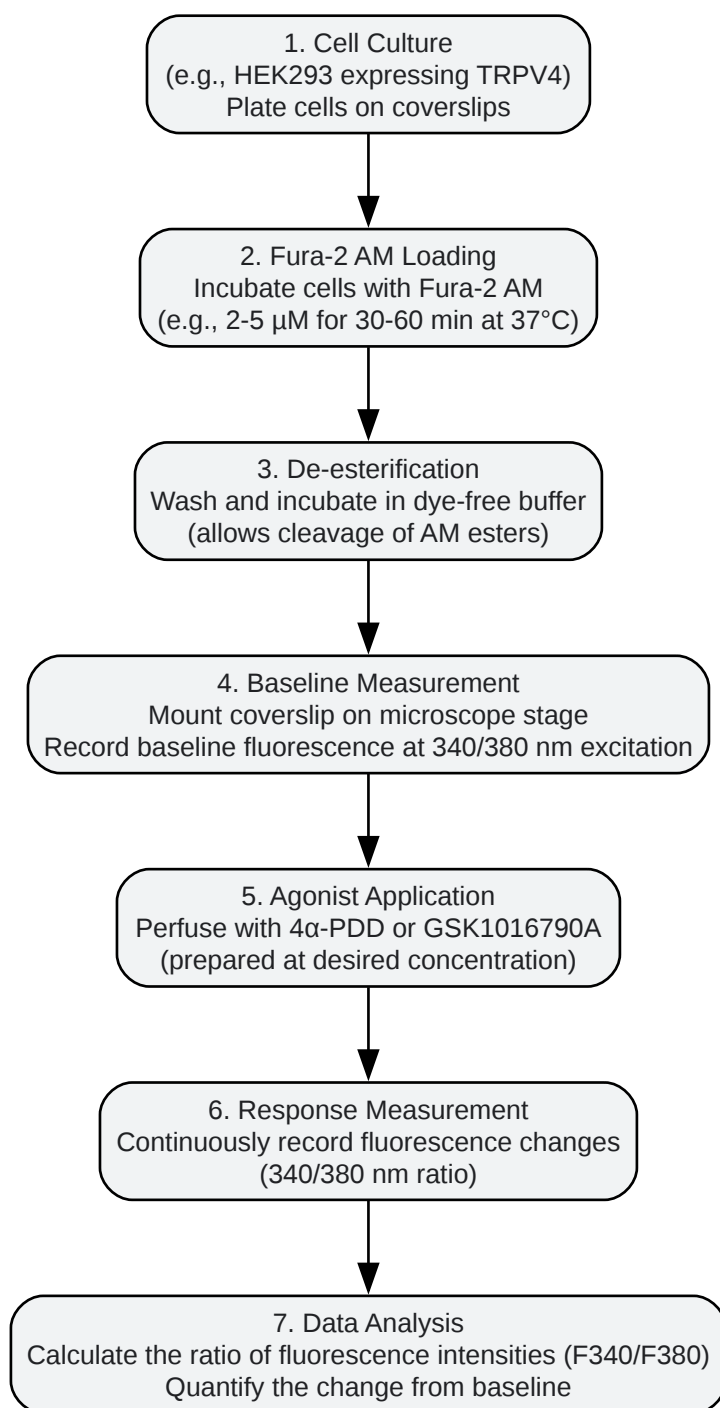 1. Cell Culture
(e.g., HEK293 expressing TRPV4)
Plate cells on coverslips
2. Fura-2 AM Loading
Incubate cells with Fura-2 AM
(e.g., 2-5 µM for 30-60 min at 37°C)
3. De-esterification
Wash and incubate in dye-free buffer
(allows cleavage of AM esters)
4. Baseline Measurement
Mount coverslip on microscope stage
Record baseline fluorescence at 340/380 nm excitation
5. Agonist Application
Perfuse with 4α-PDD or GSK1016790A
(prepared at desired concentration)
6. Response Measurement
Continuously record fluorescence changes
(340/380 nm ratio)
7. Data Analysis
Calculate the ratio of fluorescence intensities (F340/F380)
Quantify the change from baseline